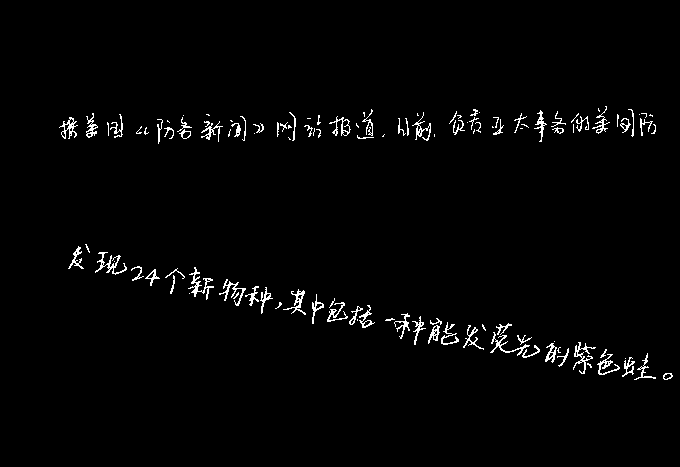 据美国《防务新闻》网站报道，日前，负责亚太事务的美国防
发现24个新物种，其中包括一种能发荧光的紫色蛙。